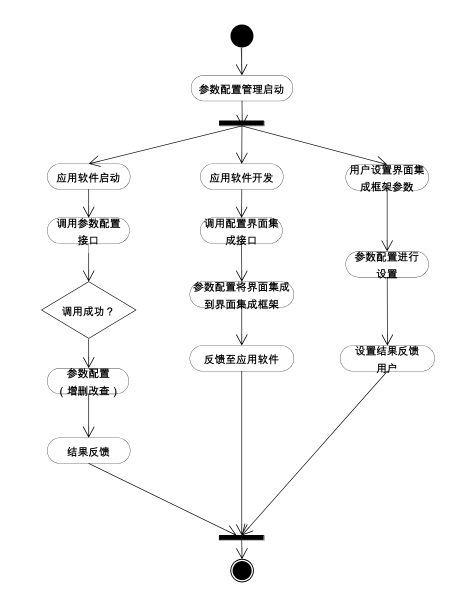 参数配置管理启动
应用软件启动
调用参数配置
接口
调用成功？
参数配置
（增删改查）
结果反馈
应用软件开发
调用配置界面集
成接口
参数配置将界面集成
到界面集成框架
反馈至应用软件
用户设置界面集
成框架参数
参数配置进行
设置
设置结果反馈
用户